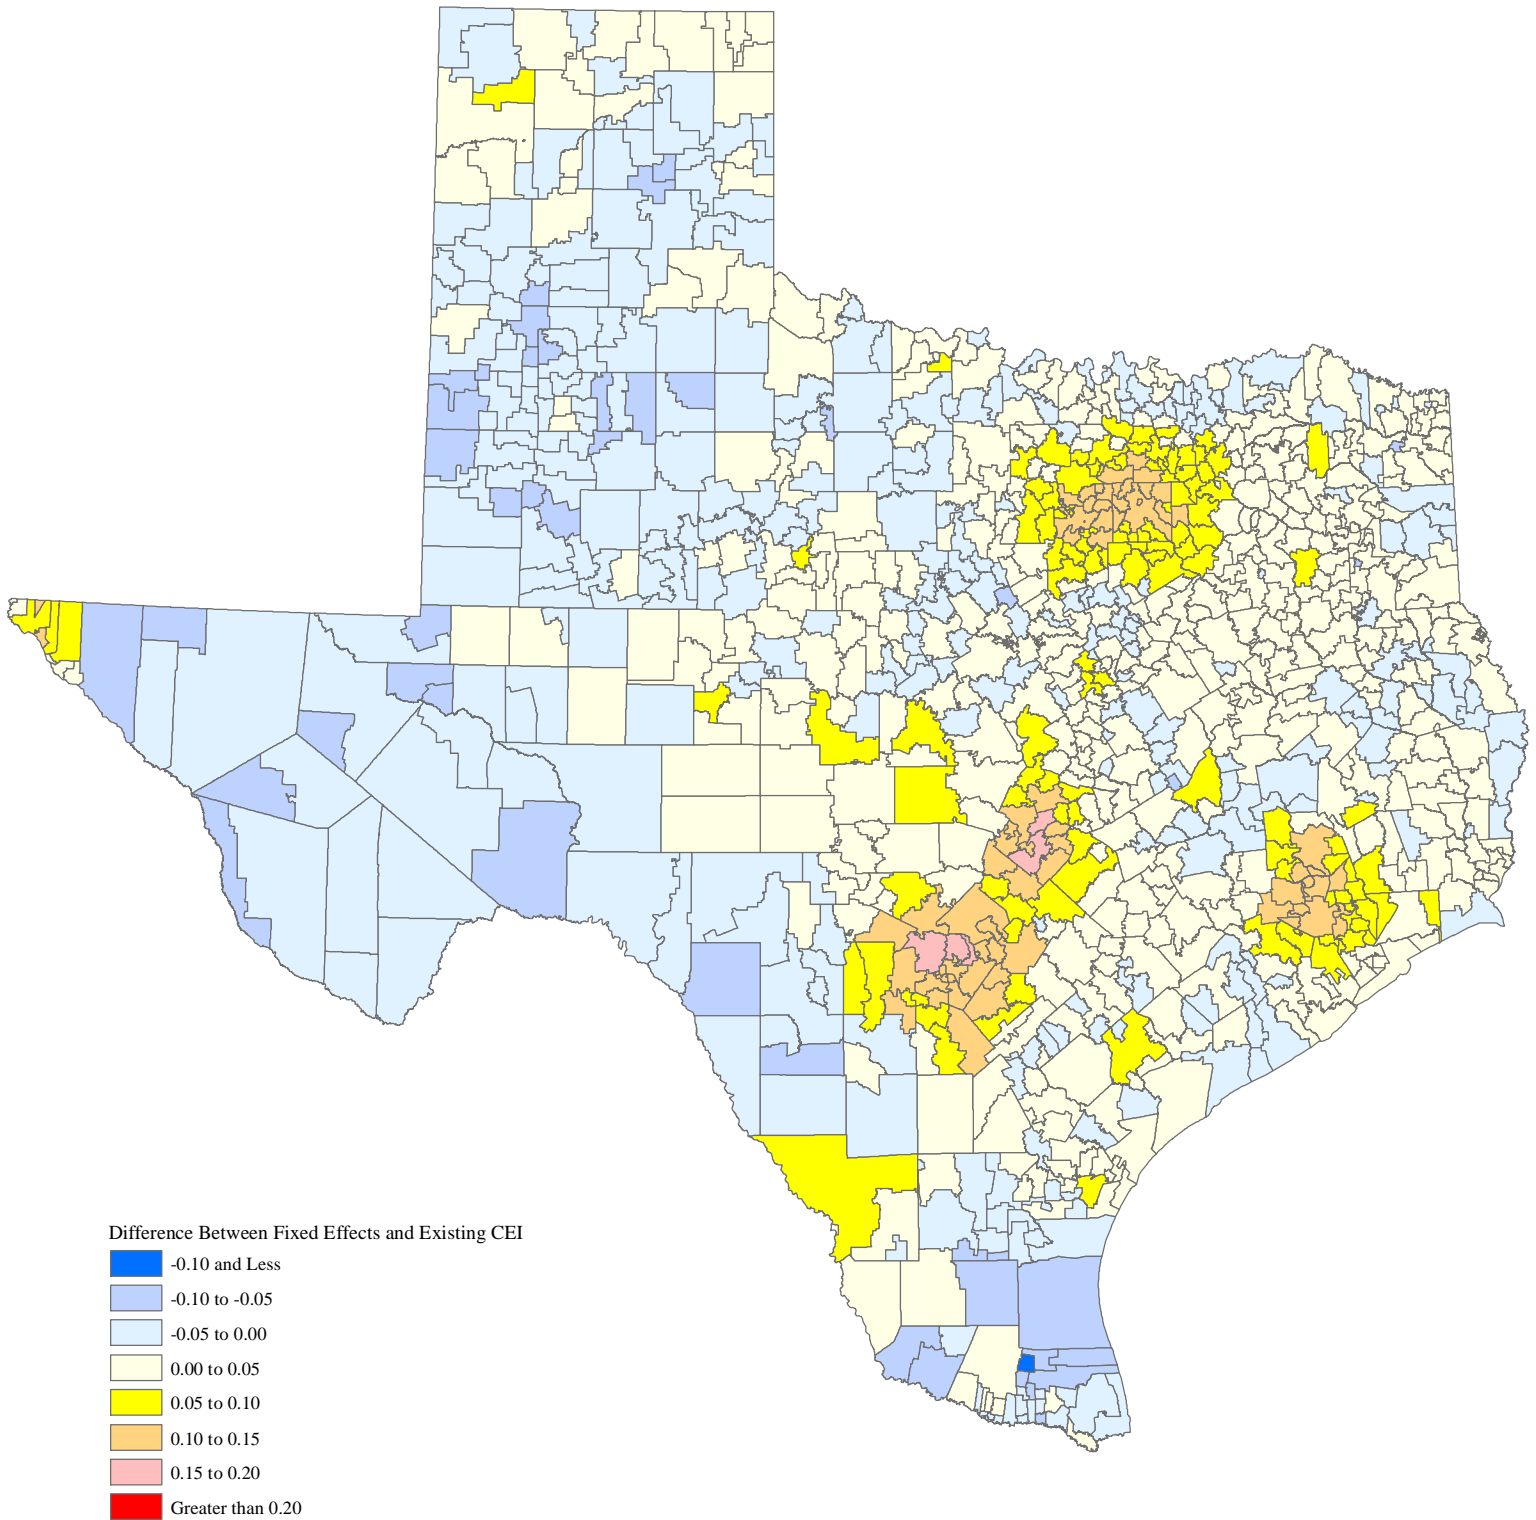 Difference Between Fixed Effects and Existing CEI
-0.10 and Less
-0.10 to -0.05
-0.05 to 0.00
0.00 to 0.05
0.05 to 0.10
0.10 to 0.15
0.15 to 0.20
Greater than 0.20